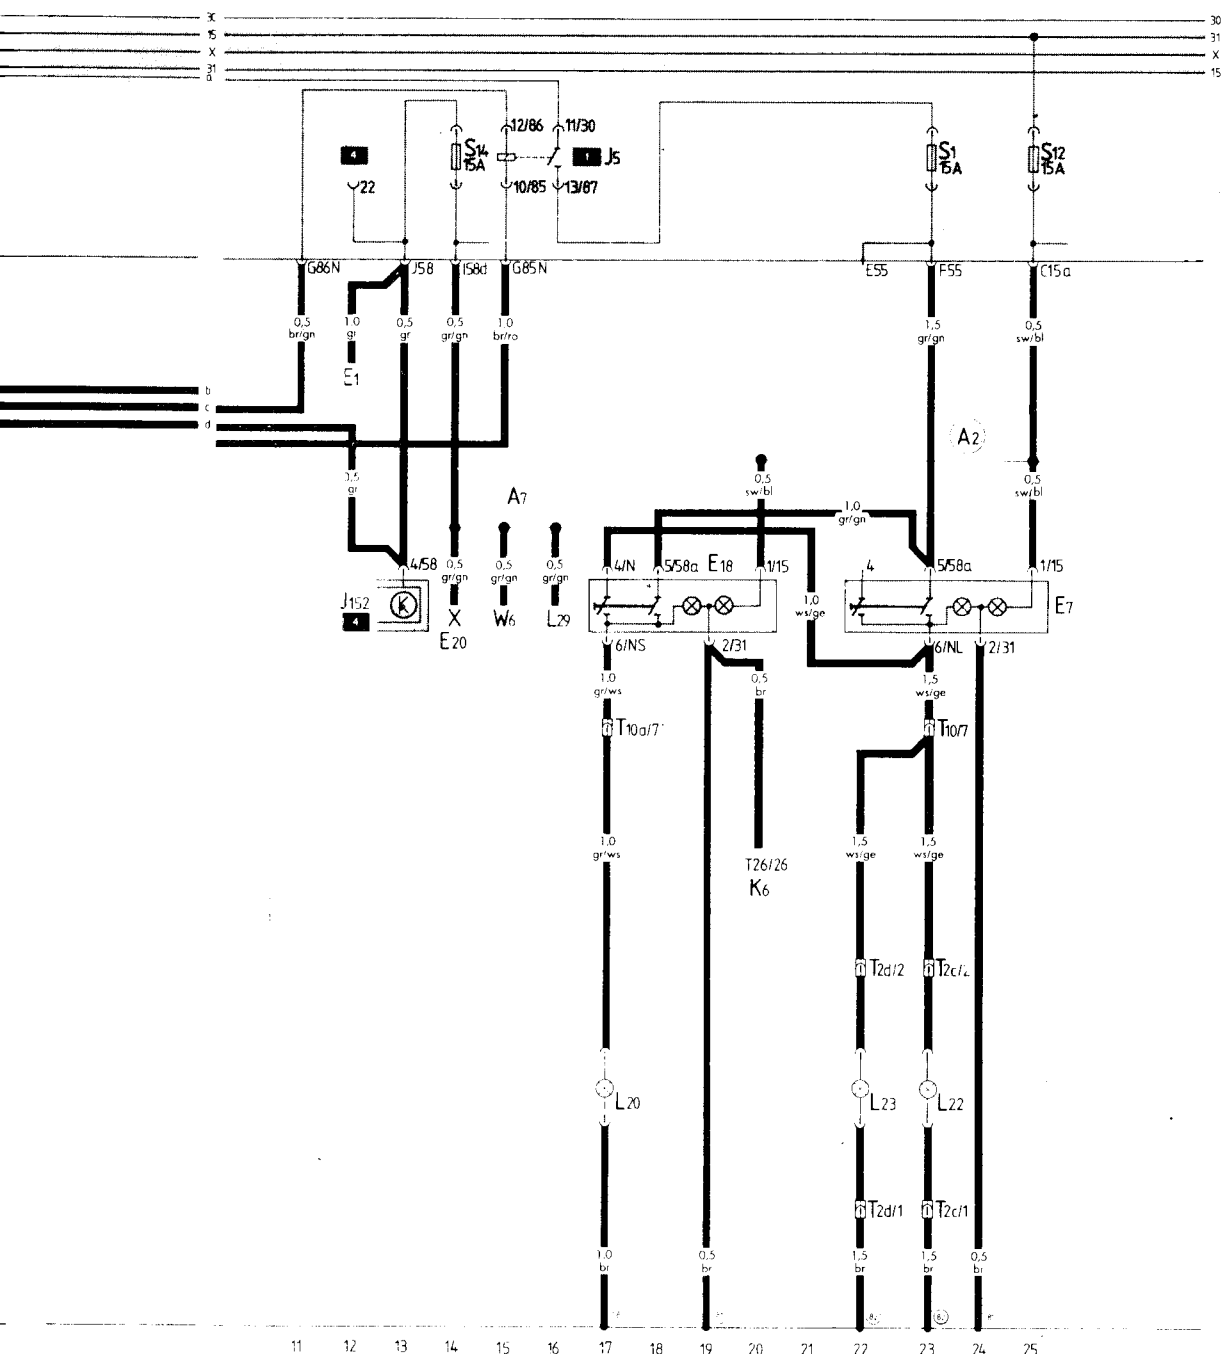 30 30
15 31
X X
31 15
a
12/86 11/30
4 S14 15A 1 J5 S1 15A S12 15A
22 10/85 13/87
G86N J58 I58d G85N E55 F55 C15a
0,5 br/gn 1,0 gr 0,5 gr 0,5 gr/gn 1,0 br/ro 1,5 gr/gn 0,5 sw/bl
E1
b
c
d
A2
0,5 gr 0,5 sw/bl 0,5 sw/bl
A7
1,0 gr/gn
4/58 4/N 5/58a E18 1/15 4 5/58a 1/15
0,5 gr/gn 0,5 gr/gn 0,5 gr/gn
J152 K X W6 L29 1,0 ws/ge E7
4 E20
6/NS 2/31 6/NL 2/31
1,0 gr/ws 0,5 br 1,5 ws/ge
T10a/7 T10/7
1,0 gr/ws 1,5 ws/ge 1,5 ws/ge
T26/26
K6
T2d/2 T2c/2
L20 L23 L22
T2d/1 T2c/1
1,0 br 0,5 br 1,5 br 1,5 br 0,5 br
11 12 13 14 15 16 17 18 19 20 21 22 23 24 25